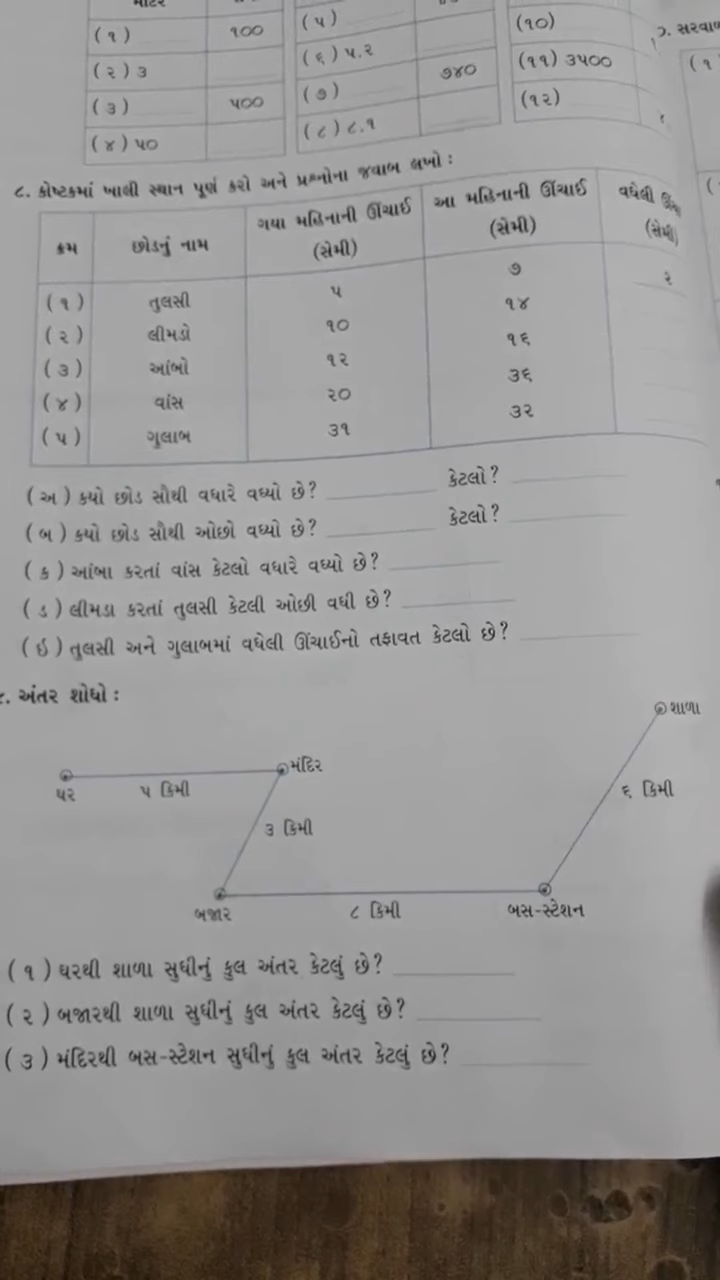 મીટર
(૧) ૧૦૦
(૨) ૩
(૩) ૫૦૦
(૪) ૫૦
(૫)
(૬) ૫.૨
(૭) ૭૪૦
(૮) ૮.૧
(૧૦)
(૧૧) ૩૫૦૦
(૧૨)
૮. કોષ્ટકમાં ખાલી સ્થાન પૂર્ણ કરો અને પ્રશ્નોના જવાબ લખો :
ક્રમ છોડનું નામ ગયા મહિનાની ઊંચાઈ (સેમી) આ મહિનાની ઊંચાઈ (સેમી) વધેલી (સેમી)
(૧) તુલસી ૫ ૭ ૨
(૨) લીમડો ૧૦ ૧૪
(૩) આંબો ૧૨ ૧૬
(૪) વાંસ ૨૦ ૩૬
(૫) ગુલાબ ૩૧ ૩૨
(અ) કયો છોડ સૌથી વધારે વધ્યો છે? કેટલો?
(બ) કયો છોડ સૌથી ઓછો વધ્યો છે? કેટલો?
(ક) આંબા કરતાં વાંસ કેટલો વધારે વધ્યો છે?
(ડ) લીમડા કરતાં તુલસી કેટલી ઓછી વધી છે?
(ઇ) તુલસી અને ગુલાબમાં વધેલી ઊંચાઈનો તફાવત કેટલો છે?
. અંતર શોધો :
શાળા
મંદિર
ઘર ૫ કિમી
૬ કિમી
૩ કિમી
બજાર ૮ કિમી બસ-સ્ટેશન
(૧) ઘરથી શાળા સુધીનું કુલ અંતર કેટલું છે?
(૨) બજારથી શાળા સુધીનું કુલ અંતર કેટલું છે?
(૩) મંદિરથી બસ-સ્ટેશન સુધીનું કુલ અંતર કેટલું છે?